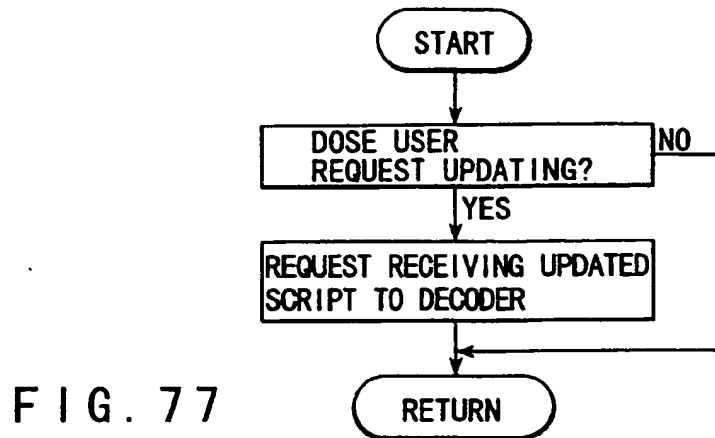 START
DOSE USER
REQUEST UPDATING?
NO
YES
REQUEST RECEIVING UPDATED
SCRIPT TO DECODER
RETURN
FIG. 77